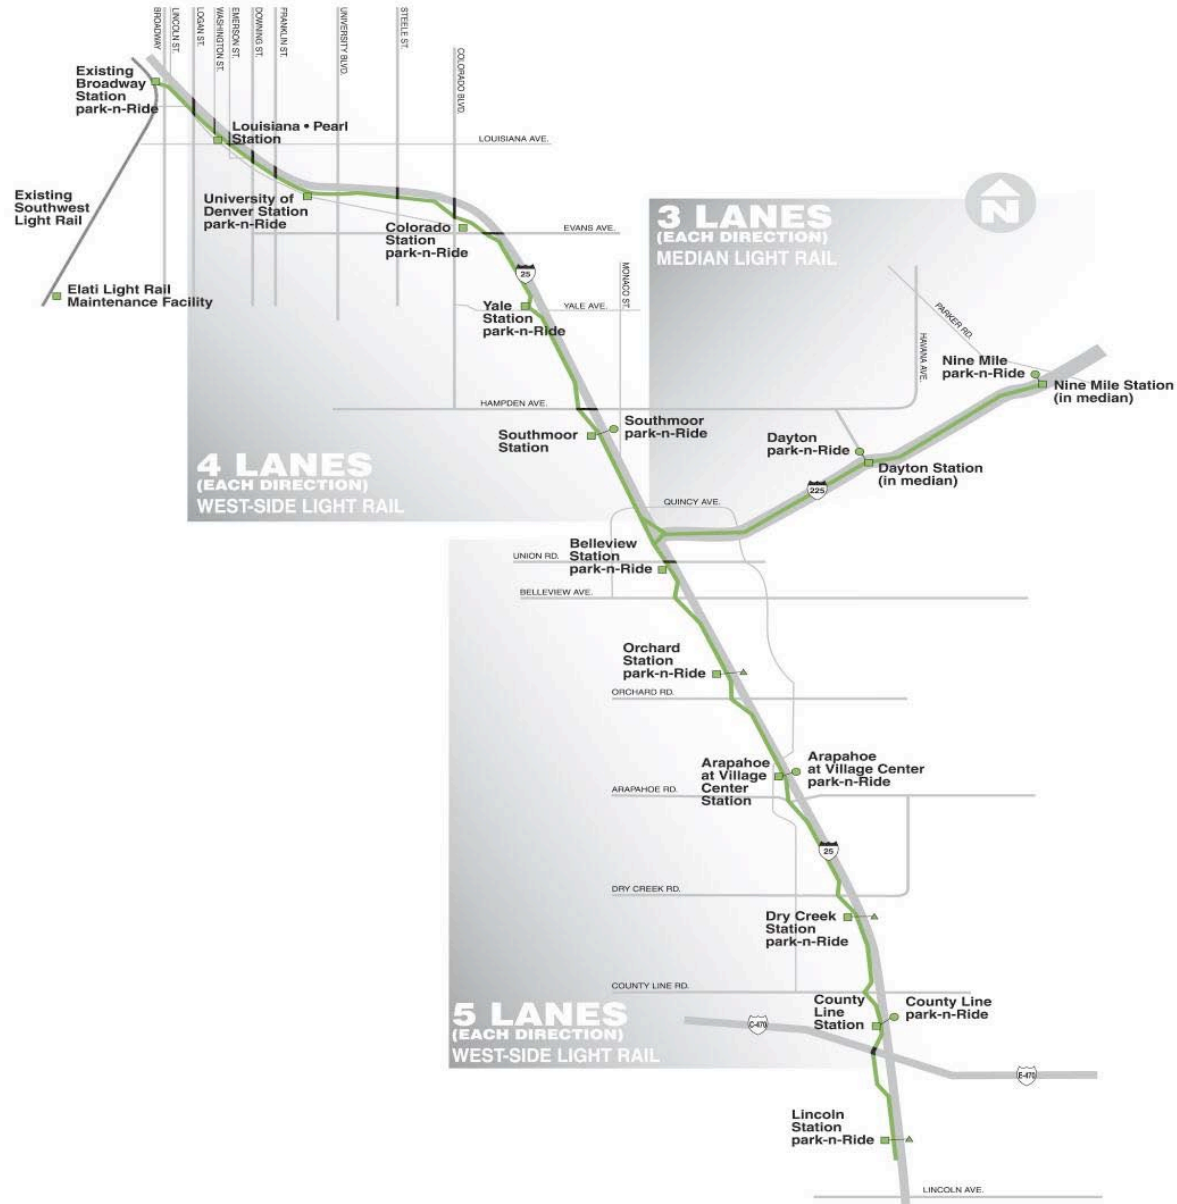 BROADWAY
LINCOLN ST.
LOGAN ST.
WASHINGTON ST.
EMERSON ST.
DOWNING ST.
FRANKLIN ST.
UNIVERSITY BLVD.
STEELE ST.
COLORADO BLVD.
Existing
Broadway
Station
park-n-Ride
Louisiana • Pearl
Station
LOUISIANA AVE.
Existing
Southwest
Light Rail
University of
Denver Station
park-n-Ride
Colorado
Station
park-n-Ride
EVANS AVE.
3 LANES
(EACH DIRECTION)
MEDIAN LIGHT RAIL
N
25
MONACO ST
Elati Light Rail
Maintenance Facility
Yale
Station
park-n-Ride
YALE AVE.
PARKER RD.
HAVANA AVE.
Nine Mile
park-n-Ride
Nine Mile Station
(in median)
HAMPDEN AVE.
Southmoor
Station
Southmoor
park-n-Ride
Dayton
park-n-Ride
Dayton Station
(in median)
4 LANES
(EACH DIRECTION)
WEST-SIDE LIGHT RAIL
225
QUINCY AVE.
Belleview
Station
park-n-Ride
UNION RD.
BELLEVIEW AVE.
Orchard
Station
park-n-Ride
ORCHARD RD.
Arapahoe
at Village
Center
Station
Arapahoe
at Village Center
park-n-Ride
ARAPAHOE RD.
25
DRY CREEK RD.
Dry Creek
Station
park-n-Ride
COUNTY LINE RD.
County
Line
Station
County Line
park-n-Ride
5 LANES
(EACH DIRECTION)
WEST-SIDE LIGHT RAIL
C-470
E-470
Lincoln
Station
park-n-Ride
LINCOLN AVE.